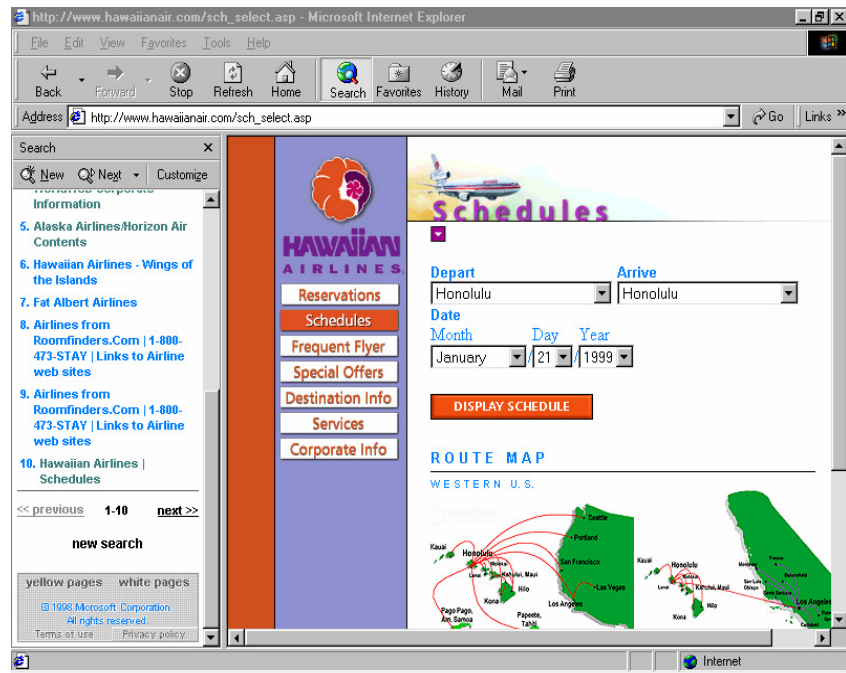 http://www.hawaiianair.com/sch_select.asp - Microsoft Internet Explorer
File Edit View Favorites Tools Help
Back Forward Stop Refresh Home Search Favorites History Mail Print
Address http://www.hawaiianair.com/sch_select.asp Go Links »
Search
New Next Customize
Information
5. Alaska Airlines/Horizon Air
Contents
6. Hawaiian Airlines - Wings of
the Islands
7. Fat Albert Airlines
8. Airlines from
Roomfinders.Com | 1-800-
473-STAY | Links to Airline
web sites
9. Airlines from
Roomfinders.Com | 1-800-
473-STAY | Links to Airline
web sites
10. Hawaiian Airlines |
Schedules
<< previous 1-10 next >>
new search
yellow pages white pages
© 1998 Microsoft Corporation
All rights reserved.
Terms of use Privacy policy
HAWAIIAN
AIRLINES
Reservations
Schedules
Frequent Flyer
Special Offers
Destination Info
Services
Corporate Info
Schedules
Depart Arrive
Honolulu Honolulu
Date
Month Day Year
January / 21 / 1999
DISPLAY SCHEDULE
ROUTE MAP
WESTERN U.S.
Seattle
Portland
San Francisco
Las Vegas
Los Angeles
Kauai
Honolulu
Molokai
Lanai
Kahului, Maui
Hilo
Kona
Pago Pago,
Am. Samoa
Papeete,
Tahiti
Kauai
Honolulu
Lanai
Kahului, Maui
Hilo
Kona
San Luis
Obispo
Los Angeles
Internet